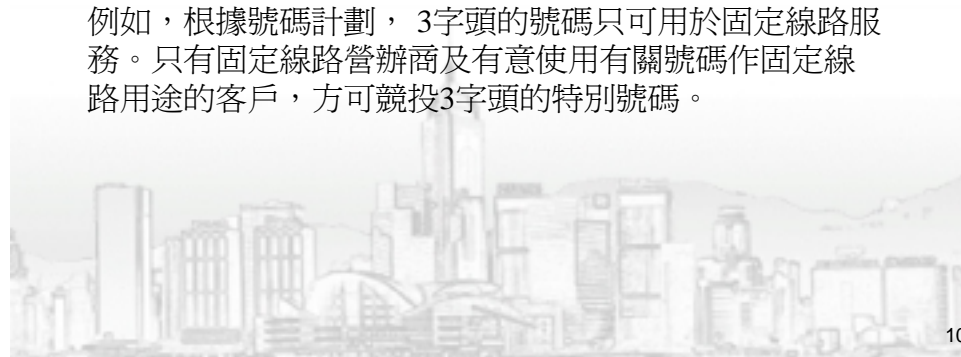 例如，根據號碼計劃， 3字頭的號碼只可用於固定線路服
務。只有固定線路營辦商及有意使用有關號碼作固定線
路用途的客戶，方可競投3字頭的特別號碼。
10